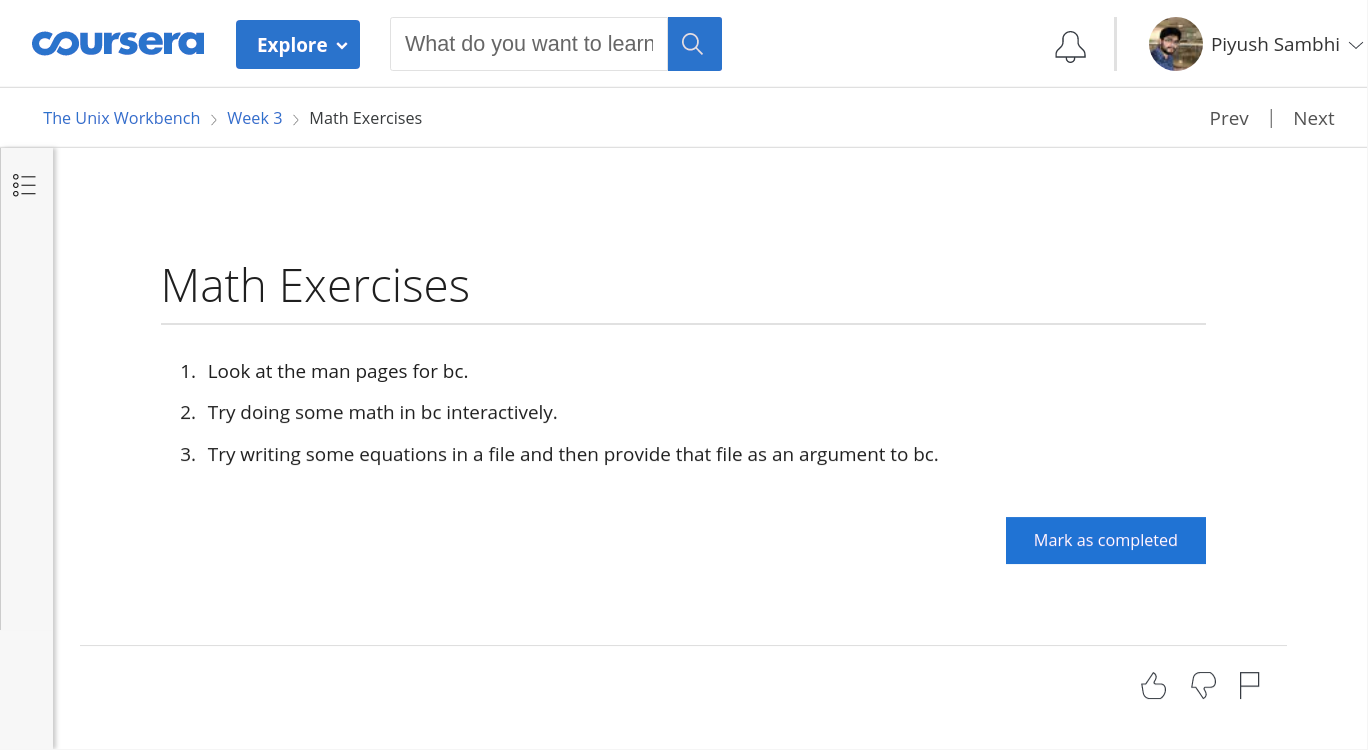 coursera Explore What do you want to learn Piyush Sambhi
The Unix Workbench Week 3 Math Exercises Prev Next
Math Exercises
1. Look at the man pages for bc.
2. Try doing some math in bc interactively.
3. Try writing some equations in a file and then provide that file as an argument to bc.
Mark as completed